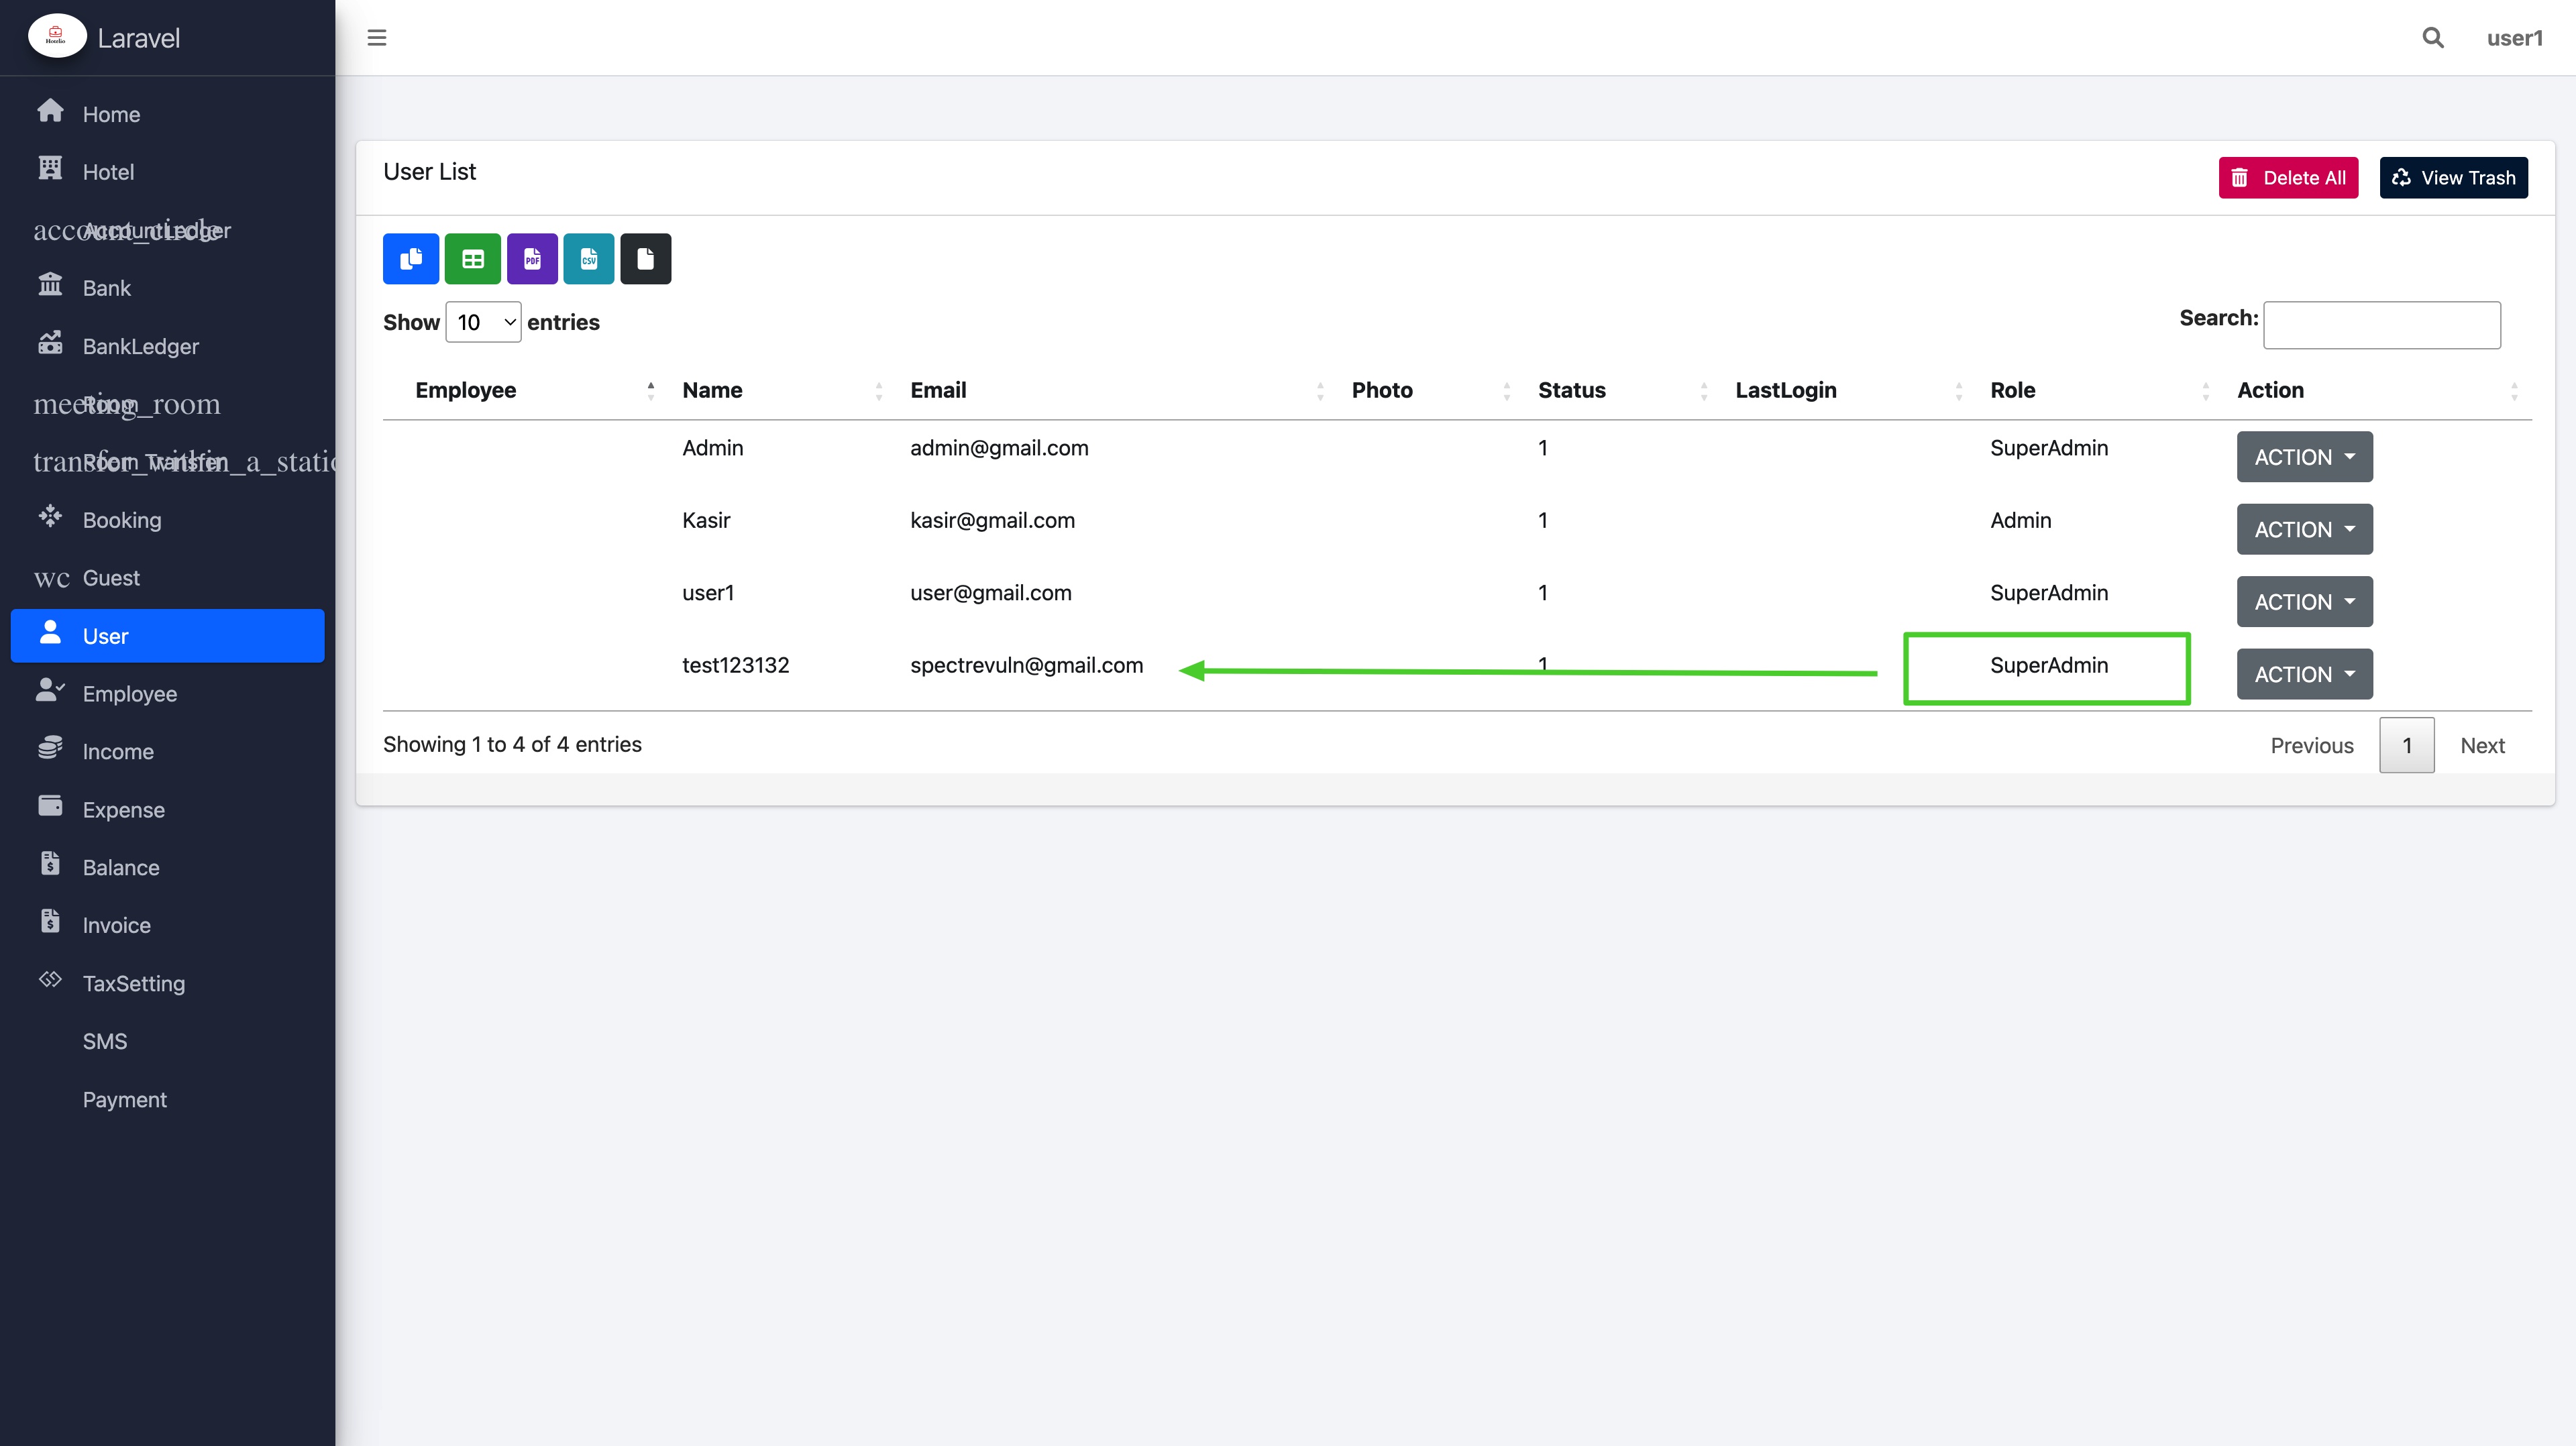 Hotelio
Laravel
user1
Home
Hotel
account_circle AccountLedger
Bank
BankLedger
meeting_room Room
Room Transfer
Booking
wc Guest
User
Employee
Income
Expense
Balance
Invoice
TaxSetting
SMS
Payment
User List
Delete All
View Trash
PDF
CSV
Show 10 entries
Search:
Employee Name Email Photo Status LastLogin Role Action
Admin admin@gmail.com 1 SuperAdmin ACTION
Kasir kasir@gmail.com 1 Admin ACTION
user1 user@gmail.com 1 SuperAdmin ACTION
test123132 spectrevuln@gmail.com 1 SuperAdmin ACTION
Showing 1 to 4 of 4 entries
Previous 1 Next